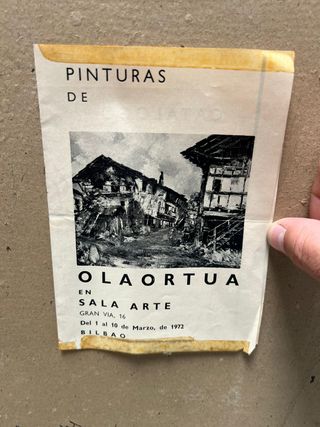 PINTURAS
DE
OLAORTUA
EN
SALA ARTE
GRAN VIA, 16
Del 1 al 10 de Marzo, de 1972
BILBAO